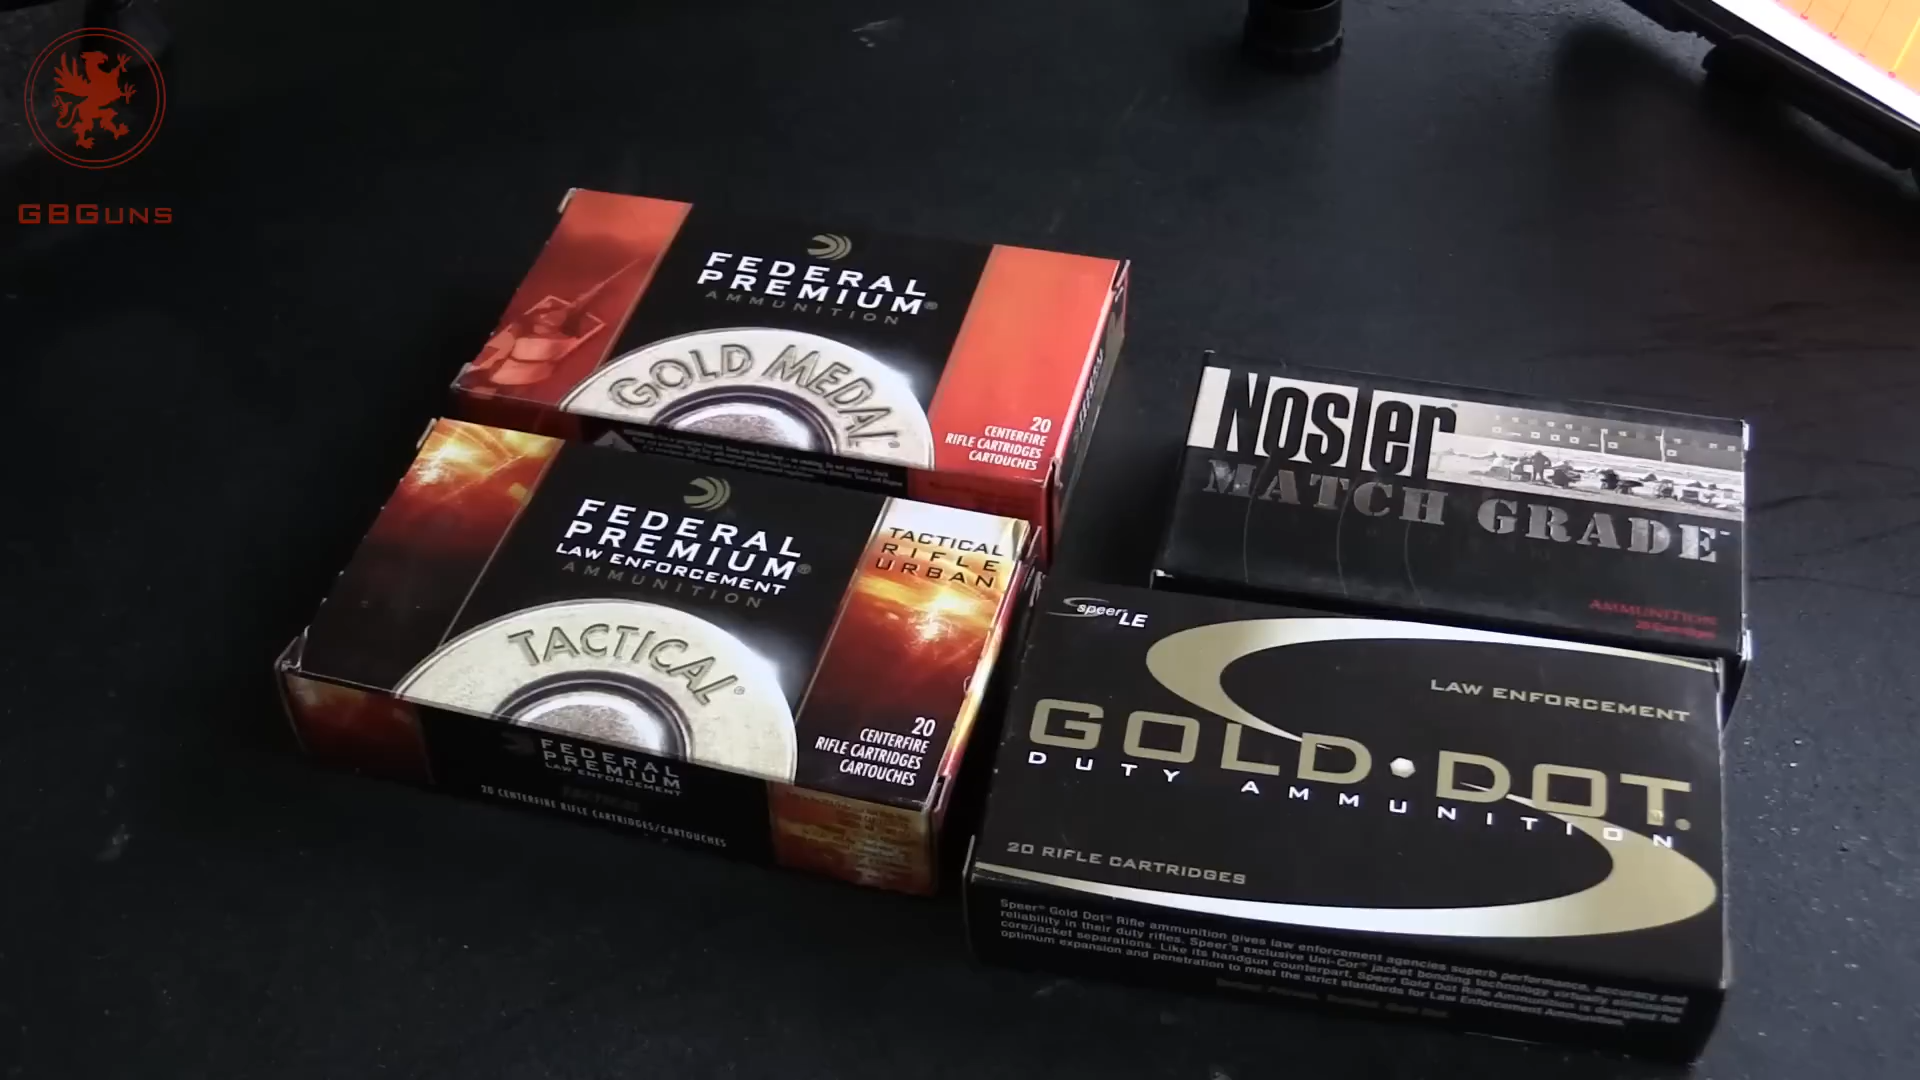 GBGUNS
FEDERAL
PREMIUM®
AMMUNITION
GOLD MEDAL®
20
CENTERFIRE
RIFLE CARTRIDGES
CARTOUCHES
FEDERAL
PREMIUM®
LAW ENFORCEMENT
AMMUNITION
TACTICAL
RIFLE
URBAN
TACTICAL®
20
CENTERFIRE
RIFLE CARTRIDGES
CARTOUCHES
FEDERAL
PREMIUM
LAW ENFORCEMENT
20 CENTERFIRE RIFLE CARTRIDGES/CARTOUCHES
Nosler
MATCH GRADE™
AMMUNITION
20 Cartridges
speer LE
LAW ENFORCEMENT
GOLD DOT®
DUTY AMMUNITION
20 RIFLE CARTRIDGES
Speer® Gold Dot® Rifle ammunition gives law enforcement agencies superb performance, accuracy and
reliability in their duty rifles. Speer's exclusive Uni-Cor® jacket bonding technology virtually eliminates
core/jacket separations. Like its handgun counterpart, Speer Gold Dot Rifle Ammunition is designed for
optimum expansion and penetration to meet the strict standards for Law Enforcement Ammunition.